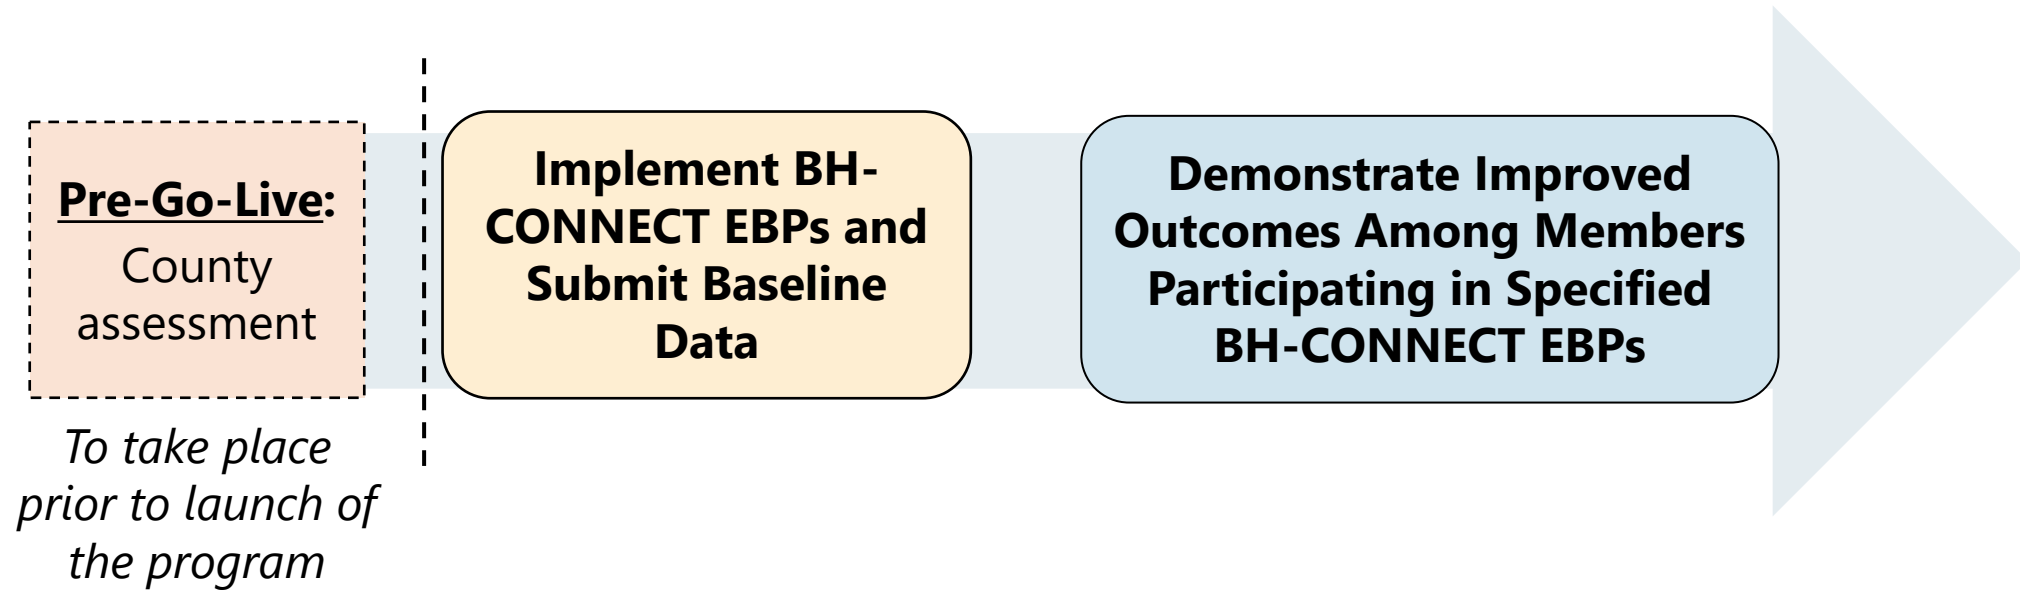 Pre-Go-Live:
County
assessment
To take place
prior to launch of
the program
Implement BH-
CONNECT EBPs and
Submit Baseline
Data
Demonstrate Improved
Outcomes Among Members
Participating in Specified
BH-CONNECT EBPs